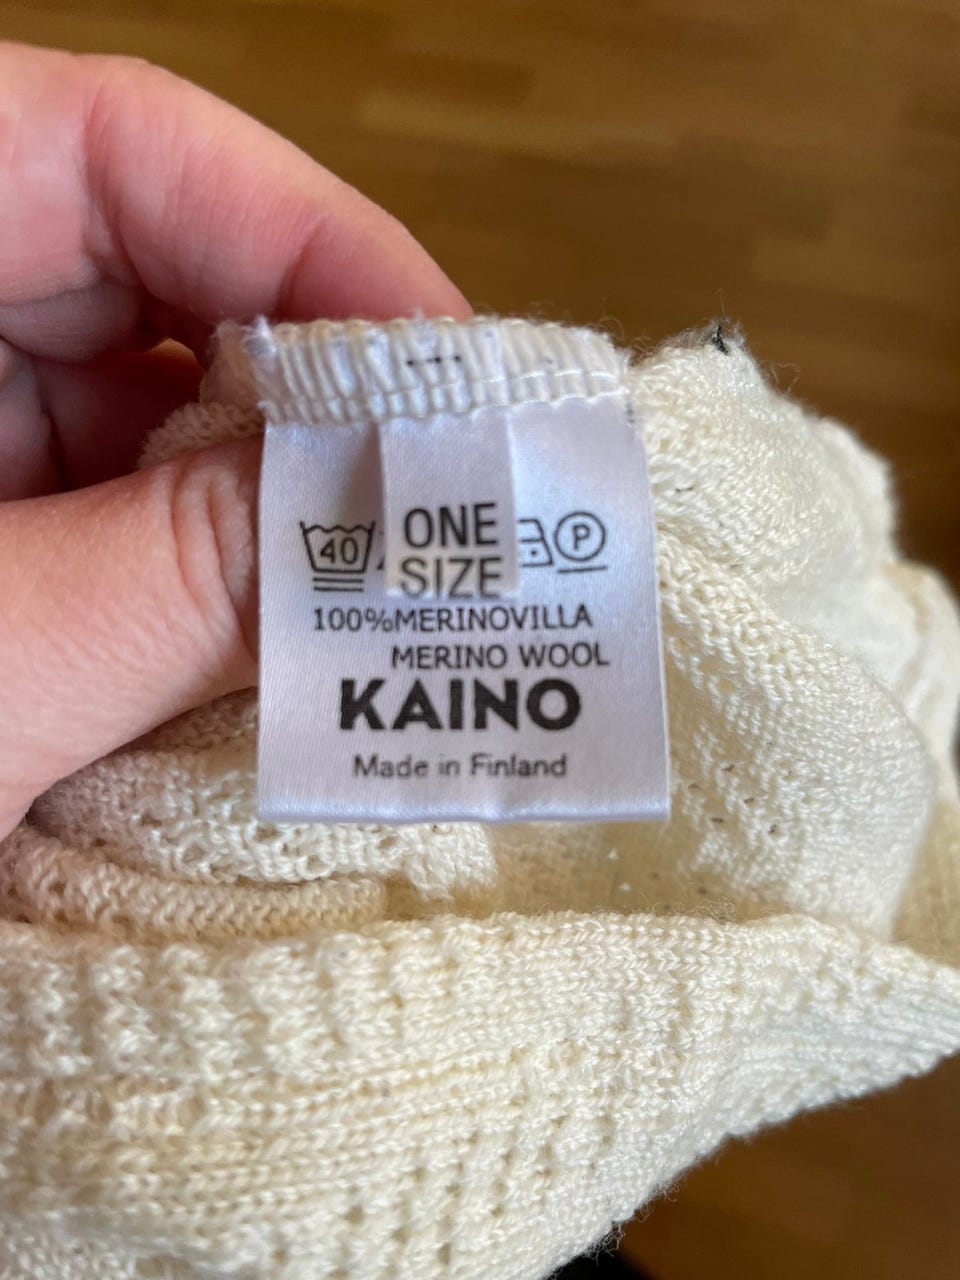 ONE
SIZE
40
P
100%MERINOVILLA
MERINO WOOL
KAINO
Made in Finland